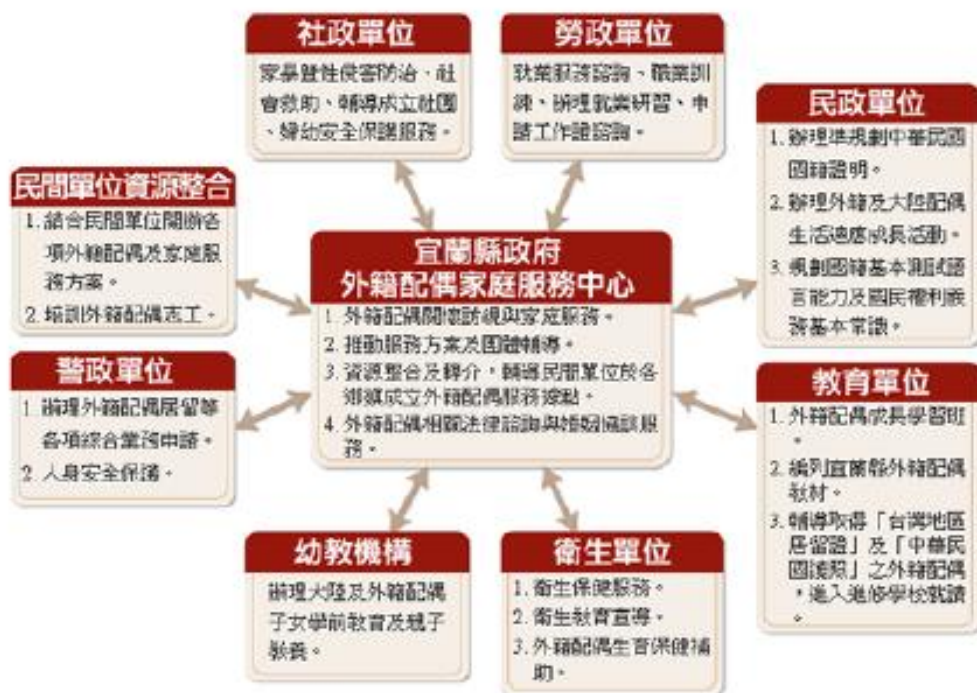 社政單位
家暴暨性侵害防治、社
會救助、輔導成立社團
、婦幼安全保護服務。
勞政單位
就業服務諮詢、職業訓
練、辦理就業研習、申
請工作證諮詢。
民政單位
1. 辦理準規劃中華民國
國籍證明。
2. 辦理外籍及大陸配偶
生活適應成長活動。
3. 規劃國籍基本測試語
言能力及國民權利義
務基本常識。
民間單位資源整合
1. 結合民間單位開辦各
項外籍配偶及家庭服
務方案。
2. 培訓外籍配偶志工。
宜蘭縣政府
外籍配偶家庭服務中心
1. 外籍配偶關懷訪視與家庭服務。
2. 推動服務方案及團體輔導。
3. 資源整合及轉介，輔導民間單位於各
鄉鎮成立外籍配偶服務據點。
4. 外籍配偶相關法律諮詢與婚姻協談服
務。
警政單位
1 辦理外籍配偶居留等
各項綜合業務申請。
2 人身安全保護。
教育單位
1. 外籍配偶成長學習班
。
2. 編列宜蘭縣外籍配偶
教材。
3. 輔導取得「台灣地區
居留證」及「中華民
國護照」之外籍配偶
，進入進修學校就讀
。
幼教機構
辦理大陸及外籍配偶
子女學前教育及親子
教養。
衛生單位
1. 衛生保健服務。
2. 衛生教育宣導。
3. 外籍配偶生育保健補
助。